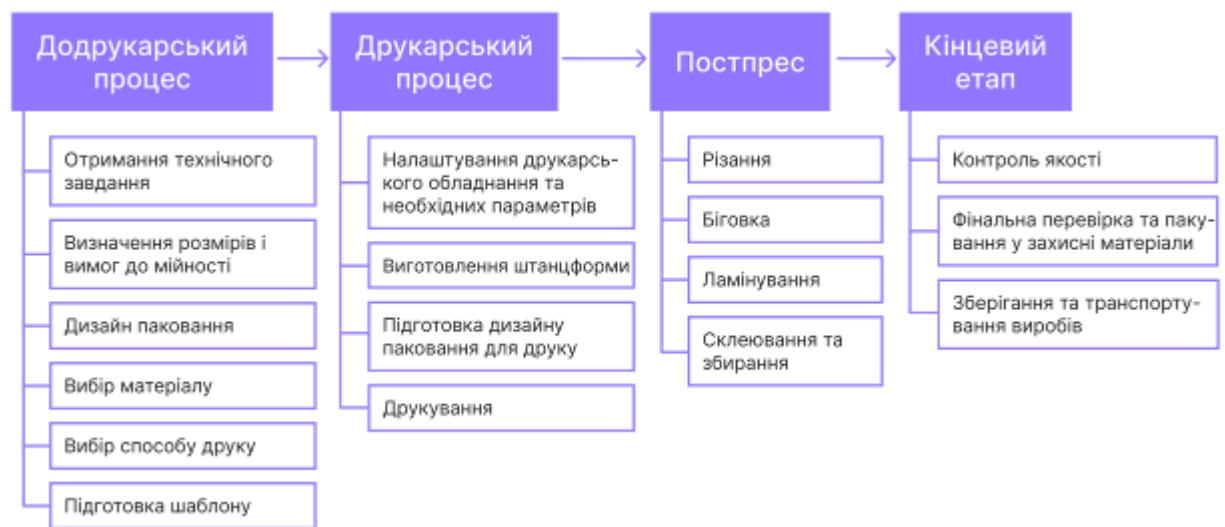 Додрукарський
процес
Друкарський
процес
Постпрес
Кінцевий
етап
Отримання технічного
завдання
Визначення розмірів і
вимог до мійності
Дизайн паковання
Вибір матеріалу
Вибір способу друку
Підготовка шаблону
Налаштування друкарсь-
кого обладнання та
необхідних параметрів
Виготовлення штанцформи
Підготовка дизайну
паковання для друку
Друкування
Різання
Біговка
Ламінування
Склеювання та
збирання
Контроль якості
Фінальна перевірка та паку-
вання у захисні матеріали
Зберігання та транспорту-
вання виробів